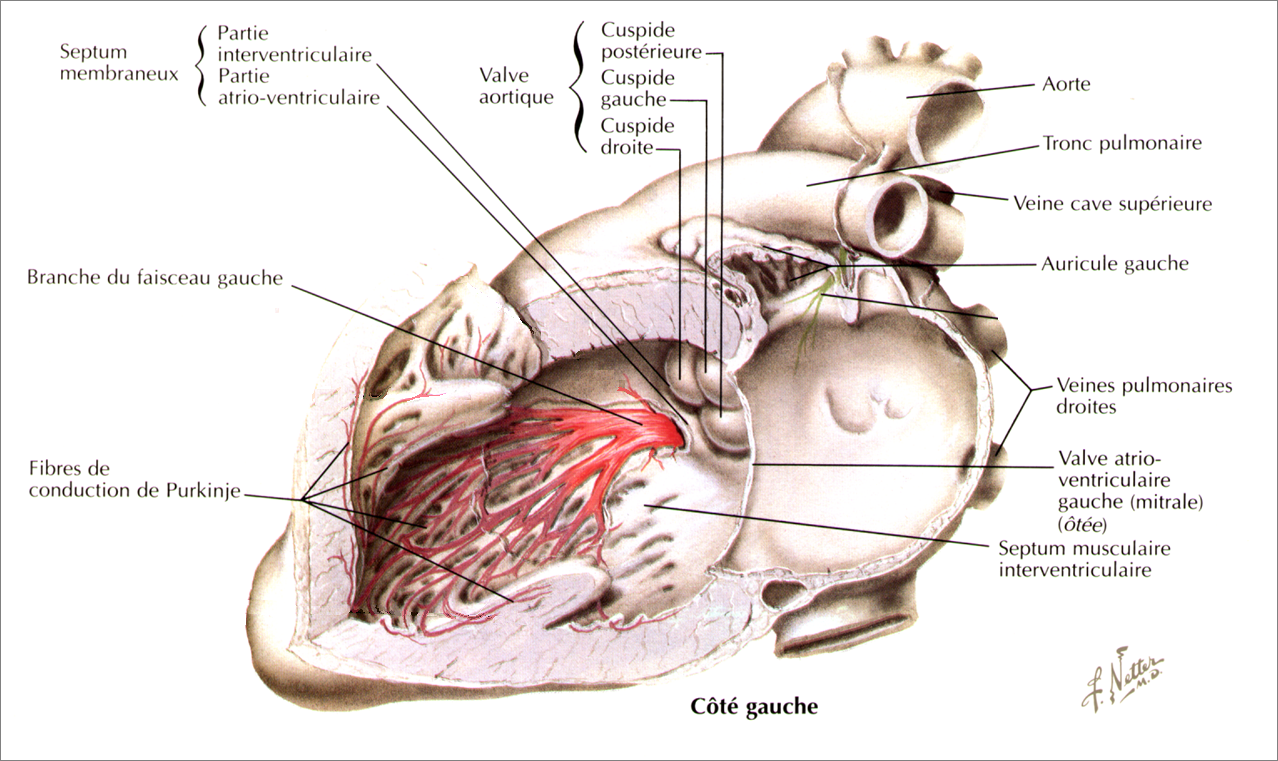 Septum
membraneux
Partie
interventriculaire
Partie
atrio-ventriculaire
Valve
aortique
Cuspide
postérieure
Cuspide
gauche
Cuspide
droite
Aorte
Tronc pulmonaire
Veine cave supérieure
Auricule gauche
Branche du faisceau gauche
Veines pulmonaires
droites
Fibres de
conduction de Purkinje
Valve atrio-
ventriculaire
gauche (mitrale)
(ôtée)
Septum musculaire
interventriculaire
Côté gauche
F. Netter
M.D.